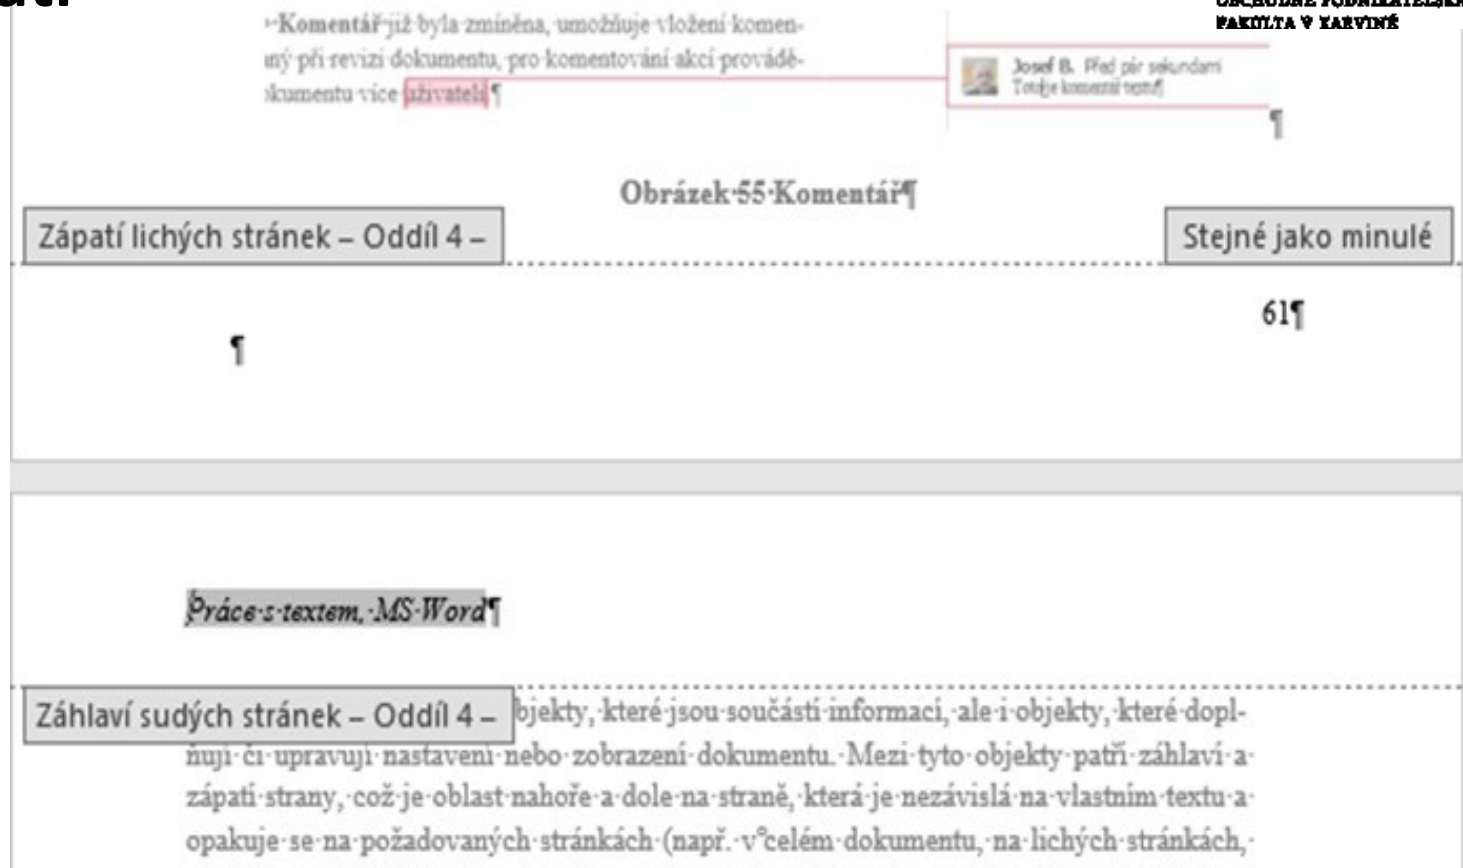 OBCHODNĚ PODNIKATELSKÁ
FAKULTA V KARVINÉ
Komentář již byla zmíněna, umožňuje vložení komen-
při revizi dokumentu, pro komentování akcí provádě-
více uživateli¶
Josef B. Před pár sekundami
Toto je komentář textu
¶
Obrázek·55·Komentář¶
Zápatí lichých stránek – Oddíl 4 –
Stejné jako minulé
61¶
¶
Práce·s·textem,·MS·Word¶
Záhlaví sudých stránek – Oddíl 4 –
bjekty,·které·jsou·součástí·informací,·ale·i·objekty,·které·dopl-
ňují·či·upravují·nastavení·nebo·zobrazení·dokumentu.·Mezi·tyto·objekty·patří·záhlaví·a·
zápatí·strany,·což·je·oblast·nahoře·a·dole·na·straně,·která·je·nezávislá·na·vlastním·textu·a·
opakuje·se·na·požadovaných·stránkách·(např.·v°celém·dokumentu,·na·lichých·stránkách,·